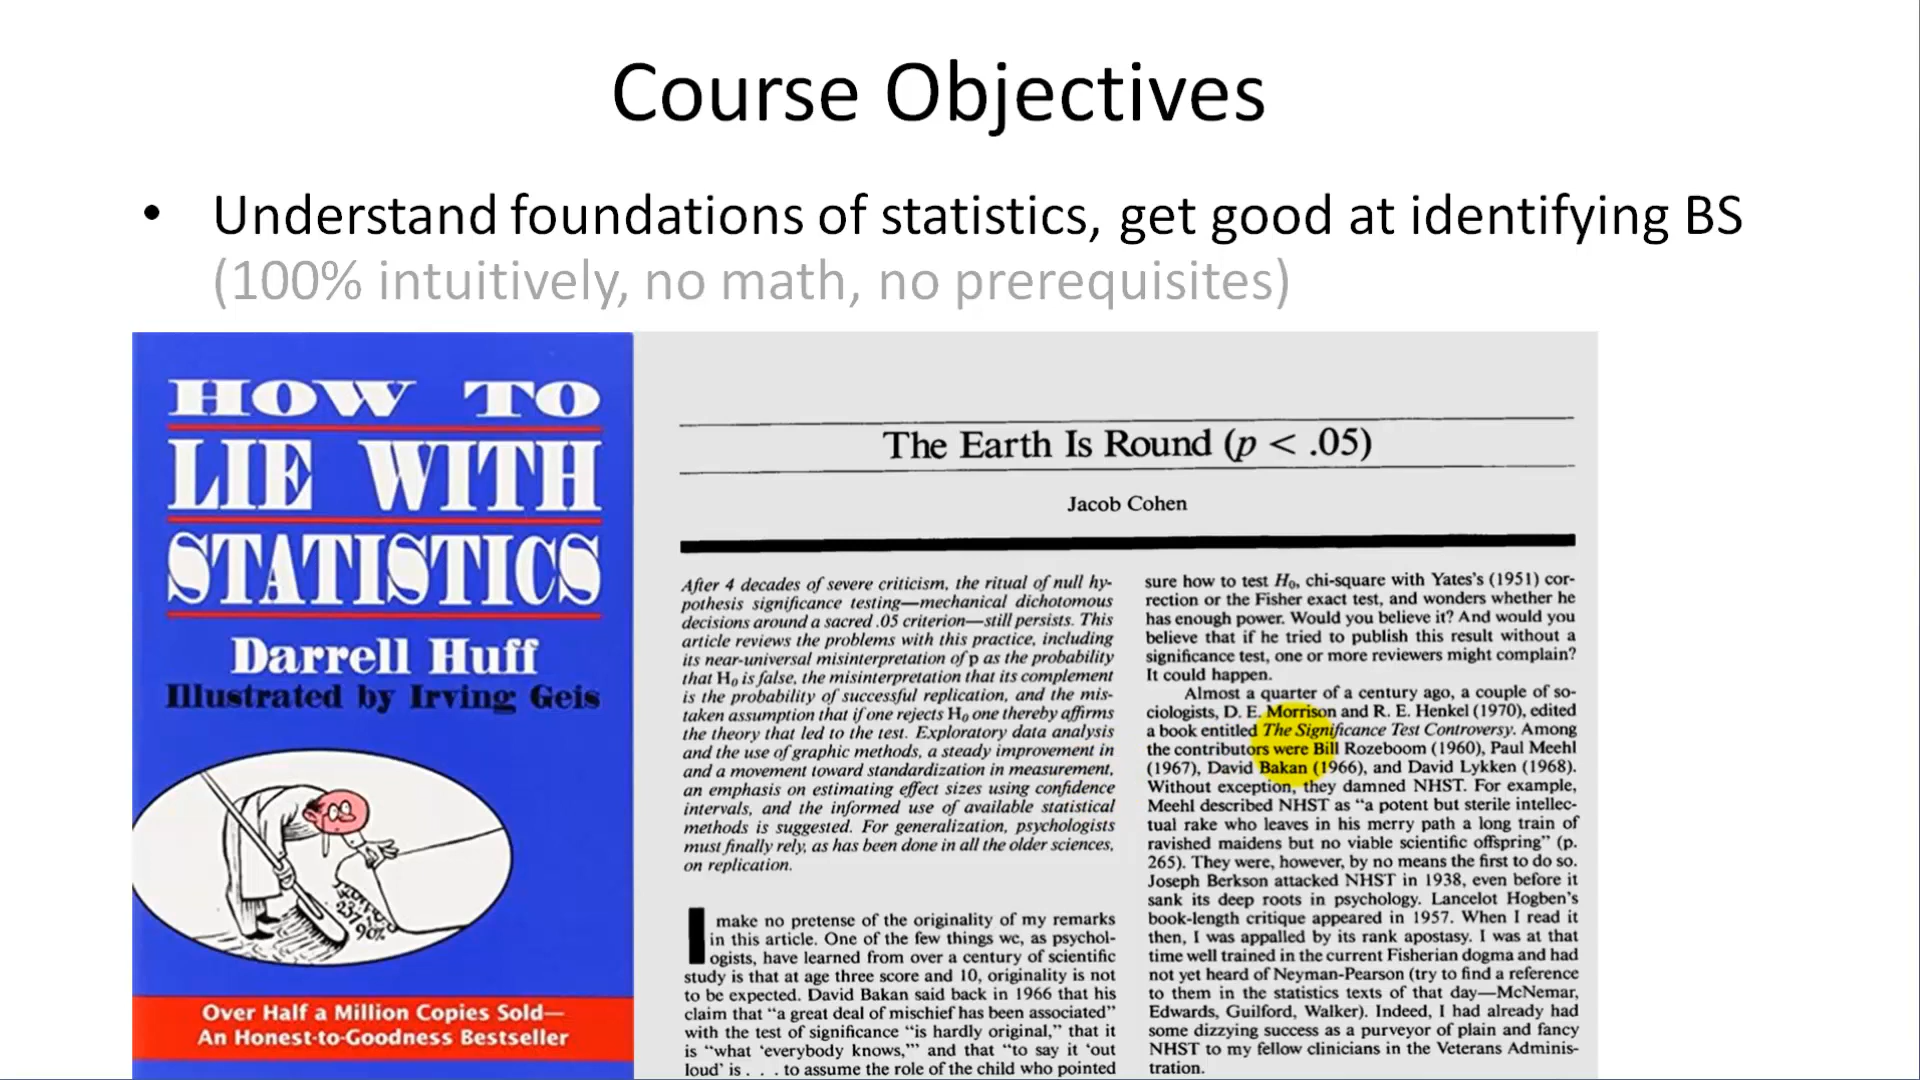 Course Objectives
• Understand foundations of statistics, get good at identifying BS
(100% intuitively, no math, no prerequisites)
HOW TO
LIE WITH
STATISTICS
Darrell Huff
Illustrated by Irving Geis
237%
90%
Over Half a Million Copies Sold—
An Honest-to-Goodness Bestseller
The Earth Is Round (p < .05)
Jacob Cohen
After 4 decades of severe criticism, the ritual of null hy-
pothesis significance testing—mechanical dichotomous
decisions around a sacred .05 criterion—still persists. This
article reviews the problems with this practice, including
its near-universal misinterpretation of p as the probability
that H₀ is false, the misinterpretation that its complement
is the probability of successful replication, and the mis-
taken assumption that if one rejects H₀ one thereby affirms
the theory that led to the test. Exploratory data analysis
and the use of graphic methods, a steady improvement in
and a movement toward standardization in measurement,
an emphasis on estimating effect sizes using confidence
intervals, and the informed use of available statistical
methods is suggested. For generalization, psychologists
must finally rely, as has been done in all the older sciences,
on replication.
I make no pretense of the originality of my remarks
in this article. One of the few things we, as psychol-
ogists, have learned from over a century of scientific
study is that at age three score and 10, originality is not
to be expected. David Bakan said back in 1966 that his
claim that "a great deal of mischief has been associated"
with the test of significance "is hardly original," that it
is "what 'everybody knows,'" and that "to say it 'out
loud' is . . . to assume the role of the child who pointed
sure how to test H₀, chi-square with Yates's (1951) cor-
rection or the Fisher exact test, and wonders whether he
has enough power. Would you believe it? And would you
believe that if he tried to publish this result without a
significance test, one or more reviewers might complain?
It could happen.
Almost a quarter of a century ago, a couple of so-
ciologists, D. E. Morrison and R. E. Henkel (1970), edited
a book entitled The Significance Test Controversy. Among
the contributors were Bill Rozeboom (1960), Paul Meehl
(1967), David Bakan (1966), and David Lykken (1968).
Without exception, they damned NHST. For example,
Meehl described NHST as "a potent but sterile intellec-
tual rake who leaves in his merry path a long train of
ravished maidens but no viable scientific offspring" (p.
265). They were, however, by no means the first to do so.
Joseph Berkson attacked NHST in 1938, even before it
sank its deep roots in psychology. Lancelot Hogben's
book-length critique appeared in 1957. When I read it
then, I was appalled by its rank apostasy. I was at that
time well trained in the current Fisherian dogma and had
not yet heard of Neyman-Pearson (try to find a reference
to them in the statistics texts of that day—McNemar,
Edwards, Guilford, Walker). Indeed, I had already had
some dizzying success as a purveyor of plain and fancy
NHST to my fellow clinicians in the Veterans Adminis-
tration.